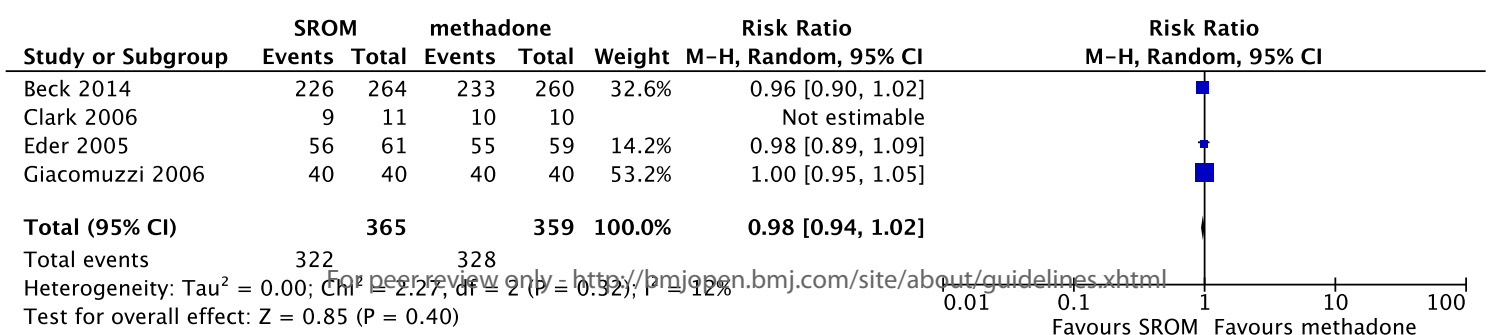 SROM methadone Risk Ratio Risk Ratio
Study or Subgroup Events Total Events Total Weight M-H, Random, 95% CI M-H, Random, 95% CI
Beck 2014 226 264 233 260 32.6% 0.96 [0.90, 1.02]
Clark 2006 9 11 10 10 Not estimable
Eder 2005 56 61 55 59 14.2% 0.98 [0.89, 1.09]
Giacomuzzi 2006 40 40 40 40 53.2% 1.00 [0.95, 1.05]
Total (95% CI) 365 359 100.0% 0.98 [0.94, 1.02]
Total events 322 328
For peer review only - http://bmjopen.bmj.com/site/about/guidelines.xhtml
Heterogeneity: Tau² = 0.00; Chi² = 2.27, df = 2 (P = 0.32); I² = 12%
0.01 0.1 1 10 100
Test for overall effect: Z = 0.85 (P = 0.40)
Favours SROM Favours methadone